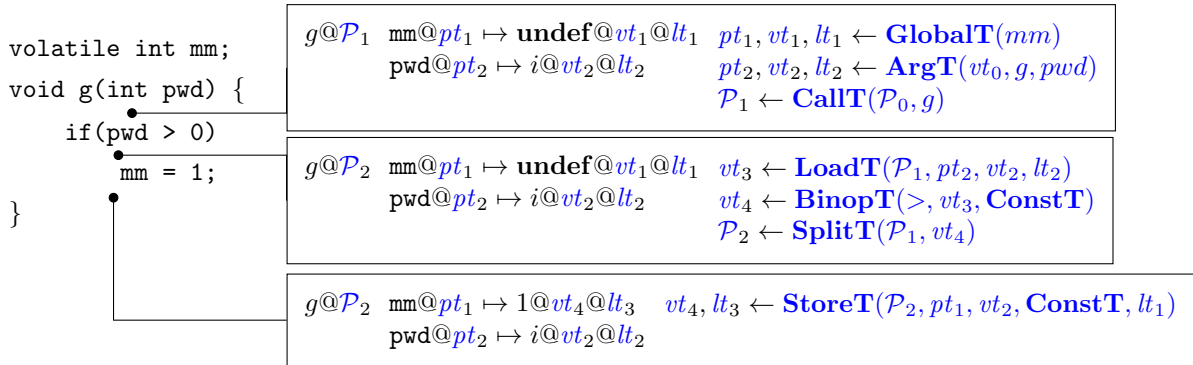 volatile int mm;
void g(int pwd) {
if(pwd > 0)
mm = 1;
}
g@𝒫₁ mm@pt₁ ↦ undef@vt₁@lt₁ pt₁, vt₁, lt₁ ← GlobalT(mm)
pwd@pt₂ ↦ i@vt₂@lt₂ pt₂, vt₂, lt₂ ← ArgT(vt₀, g, pwd)
𝒫₁ ← CallT(𝒫₀, g)
g@𝒫₂ mm@pt₁ ↦ undef@vt₁@lt₁ vt₃ ← LoadT(𝒫₁, pt₂, vt₂, lt₂)
pwd@pt₂ ↦ i@vt₂@lt₂ vt₄ ← BinopT(>, vt₃, ConstT)
𝒫₂ ← SplitT(𝒫₁, vt₄)
g@𝒫₂ mm@pt₁ ↦ 1@vt₄@lt₃ vt₄, lt₃ ← StoreT(𝒫₂, pt₁, vt₂, ConstT, lt₁)
pwd@pt₂ ↦ i@vt₂@lt₂